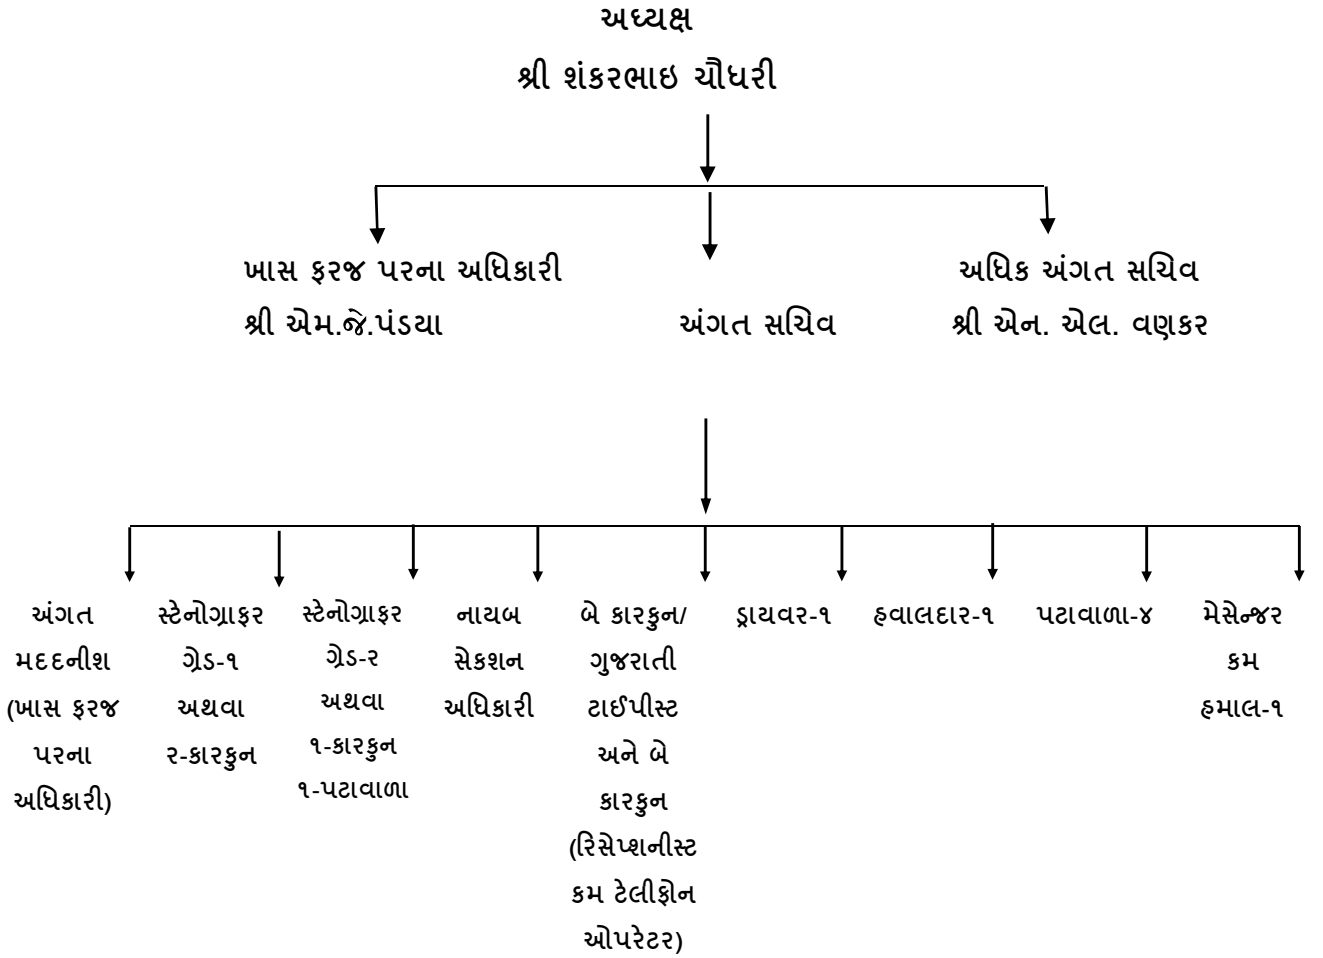 અધ્યક્ષ
શ્રી શંકરભાઇ ચૌધરી
ખાસ ફરજ પરના અધિકારી
શ્રી એમ.જે.પંડયા
અંગત સચિવ
અધિક અંગત સચિવ
શ્રી એન. એલ. વણકર
અંગત
મદદનીશ
(ખાસ ફરજ
પરના
અધિકારી)
સ્ટેનોગ્રાફર
ગ્રેડ-૧
અથવા
ર-કારકુન
સ્ટેનોગ્રાફર
ગ્રેડ-ર
અથવા
૧-કારકુન
૧-પટાવાળા
નાયબ
સેકશન
અધિકારી
બે કારકુન/
ગુજરાતી
ટાઈપીસ્ટ
અને બે
કારકુન
(રિસેપ્શનીસ્ટ
કમ ટેલીફોન
ઓપરેટર)
ડ્રાયવર-૧
હવાલદાર-૧
પટાવાળા-૪
મેસેન્જર
કમ
હમાલ-૧